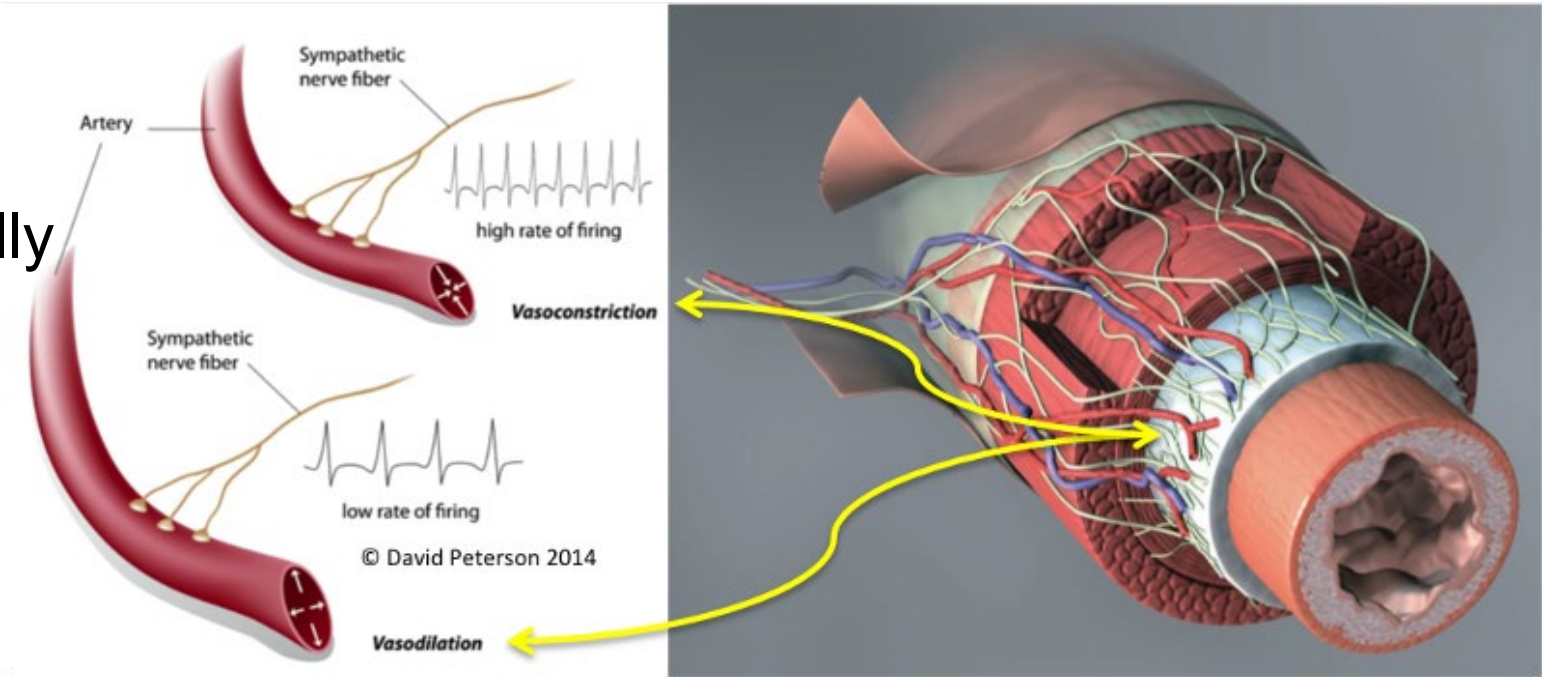 Sympathetic
nerve fiber
Artery
high rate of firing
lly
Vasoconstriction
Sympathetic
nerve fiber
low rate of firing
© David Peterson 2014
Vasodilation